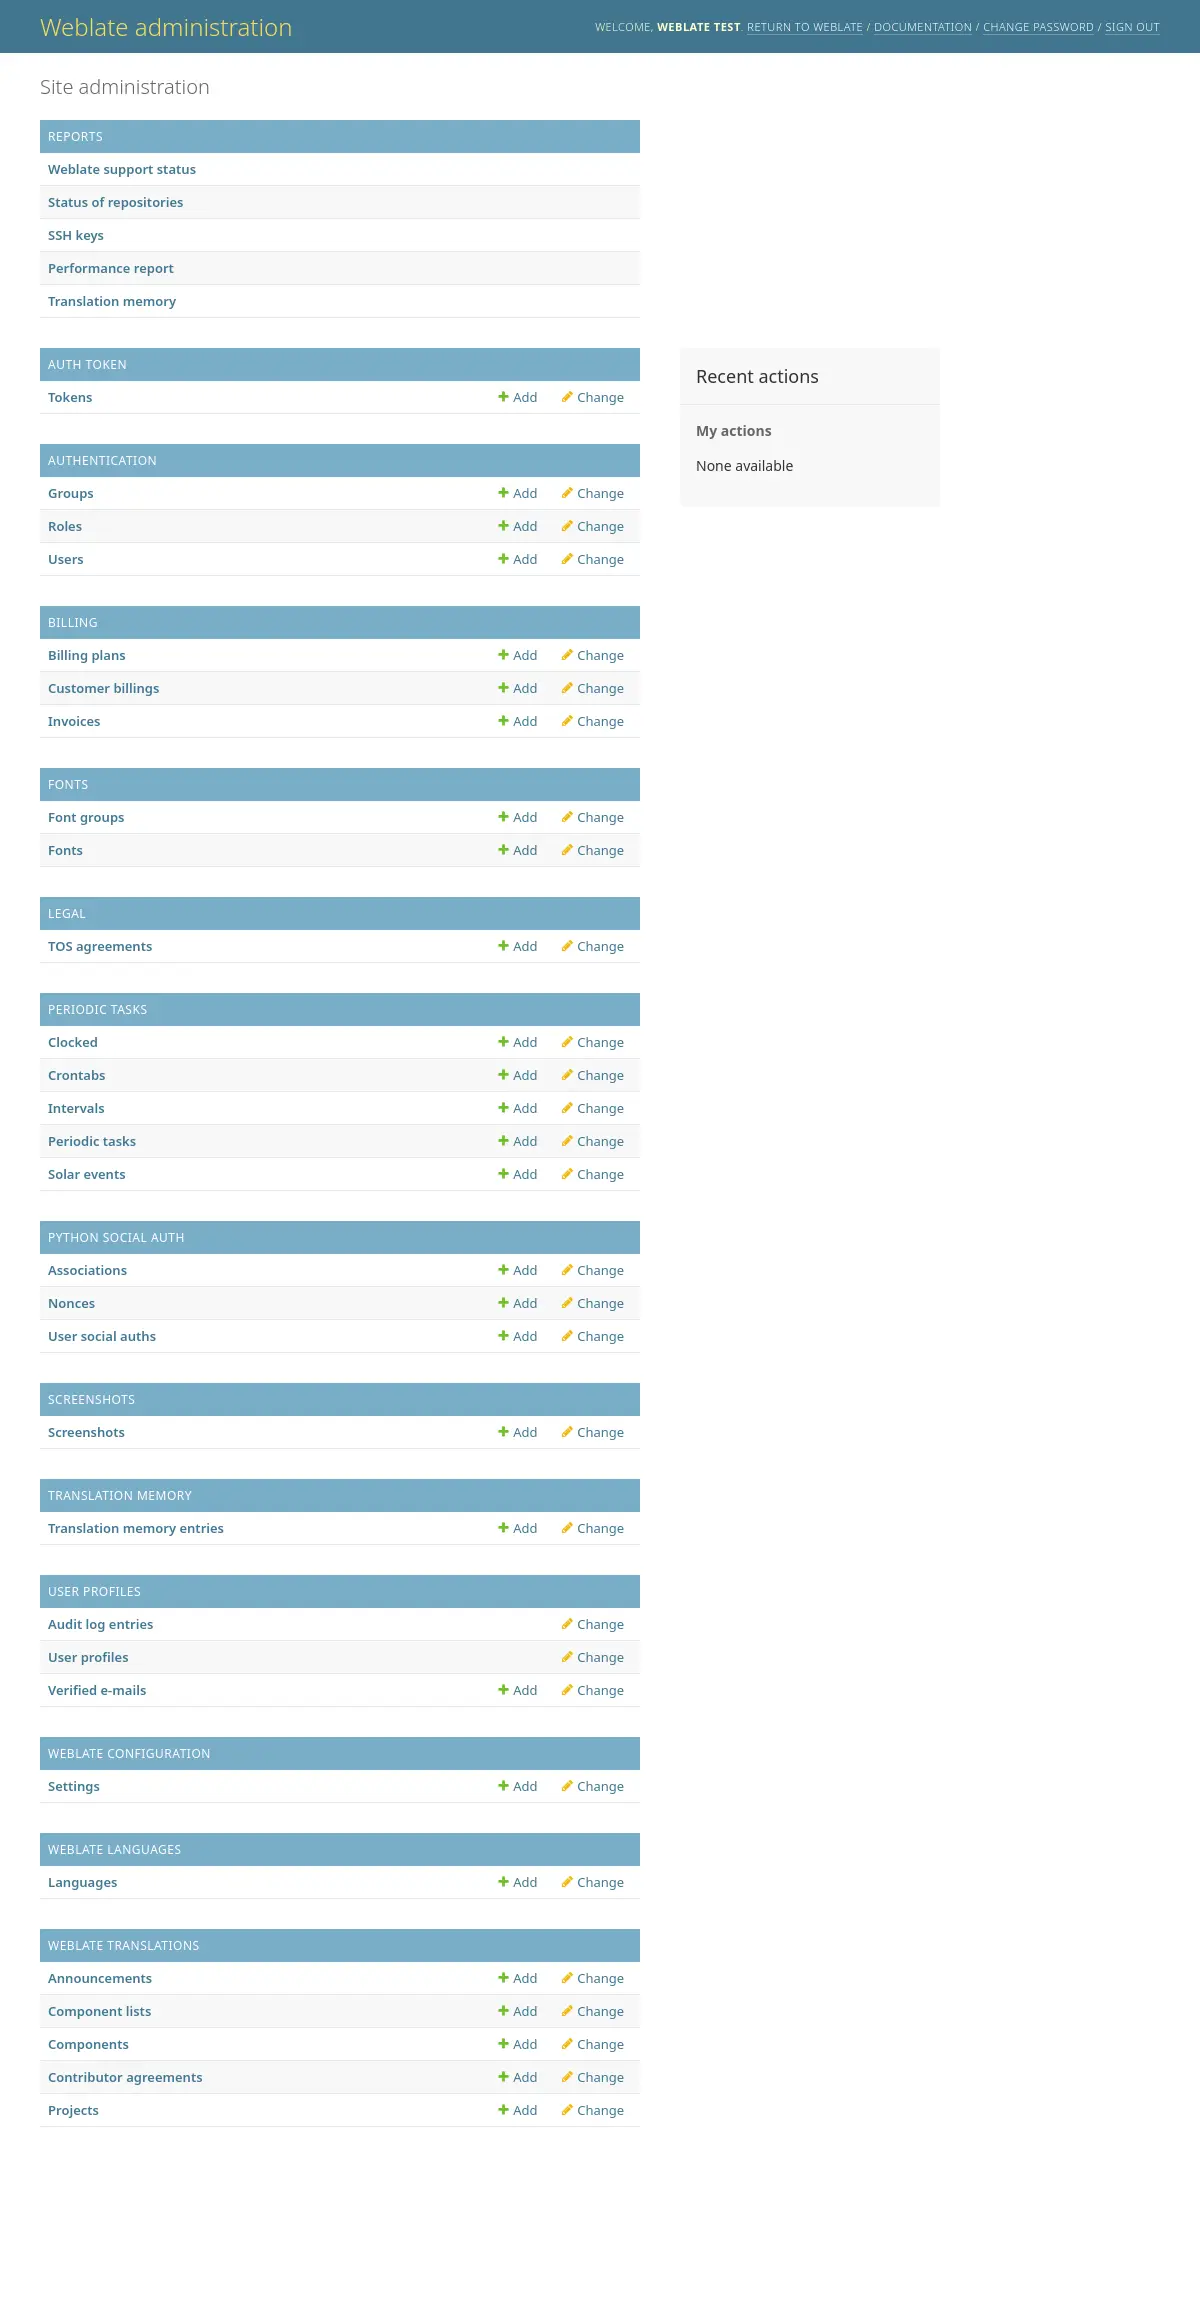 Weblate administration
WELCOME, WEBLATE TEST. RETURN TO WEBLATE / DOCUMENTATION / CHANGE PASSWORD / SIGN OUT
Site administration
REPORTS
Weblate support status
Status of repositories
SSH keys
Performance report
Translation memory
AUTH TOKEN
Tokens Add Change
Recent actions
My actions
None available
AUTHENTICATION
Groups Add Change
Roles Add Change
Users Add Change
BILLING
Billing plans Add Change
Customer billings Add Change
Invoices Add Change
FONTS
Font groups Add Change
Fonts Add Change
LEGAL
TOS agreements Add Change
PERIODIC TASKS
Clocked Add Change
Crontabs Add Change
Intervals Add Change
Periodic tasks Add Change
Solar events Add Change
PYTHON SOCIAL AUTH
Associations Add Change
Nonces Add Change
User social auths Add Change
SCREENSHOTS
Screenshots Add Change
TRANSLATION MEMORY
Translation memory entries Add Change
USER PROFILES
Audit log entries Change
User profiles Change
Verified e-mails Add Change
WEBLATE CONFIGURATION
Settings Add Change
WEBLATE LANGUAGES
Languages Add Change
WEBLATE TRANSLATIONS
Announcements Add Change
Component lists Add Change
Components Add Change
Contributor agreements Add Change
Projects Add Change